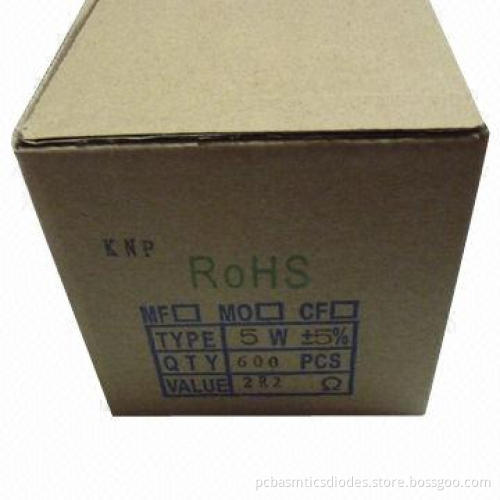 KNP
RoHS
MF□ MO□ CF□
TYPE 5 W ±5%
QTY 600 PCS
VALUE 2R2 Ω
pcbasmticsdiodes.store.bossgoo.com